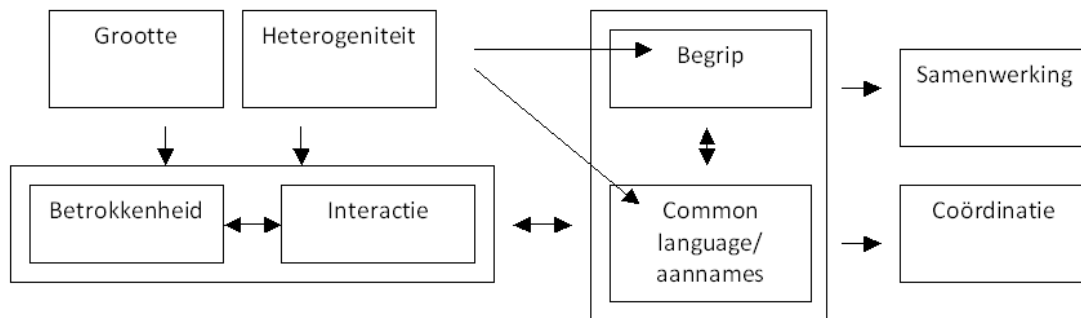 Grootte
Heterogeniteit
Begrip
Samenwerking
Betrokkenheid
Interactie
Common
language/
aannames
Coördinatie